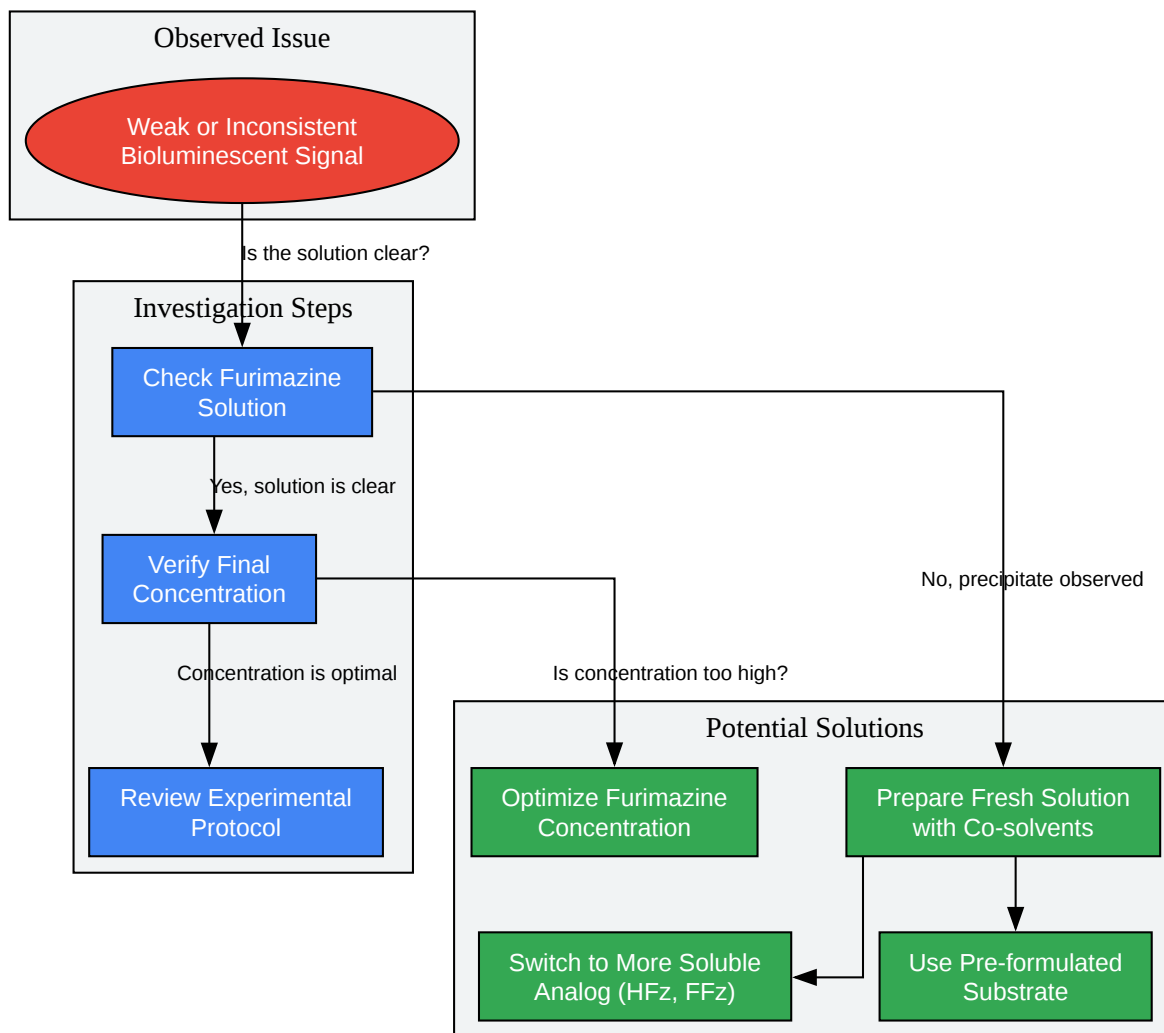 Observed Issue
Weak or Inconsistent
Bioluminescent Signal
Is the solution clear?
Investigation Steps
Check Furimazine
Solution
Yes, solution is clear
Verify Final
Concentration
No, precipitate observed
Concentration is optimal
Is concentration too high?
Potential Solutions
Review Experimental
Protocol
Optimize Furimazine
Concentration
Prepare Fresh Solution
with Co-solvents
Switch to More Soluble
Analog (HFz, FFz)
Use Pre-formulated
Substrate